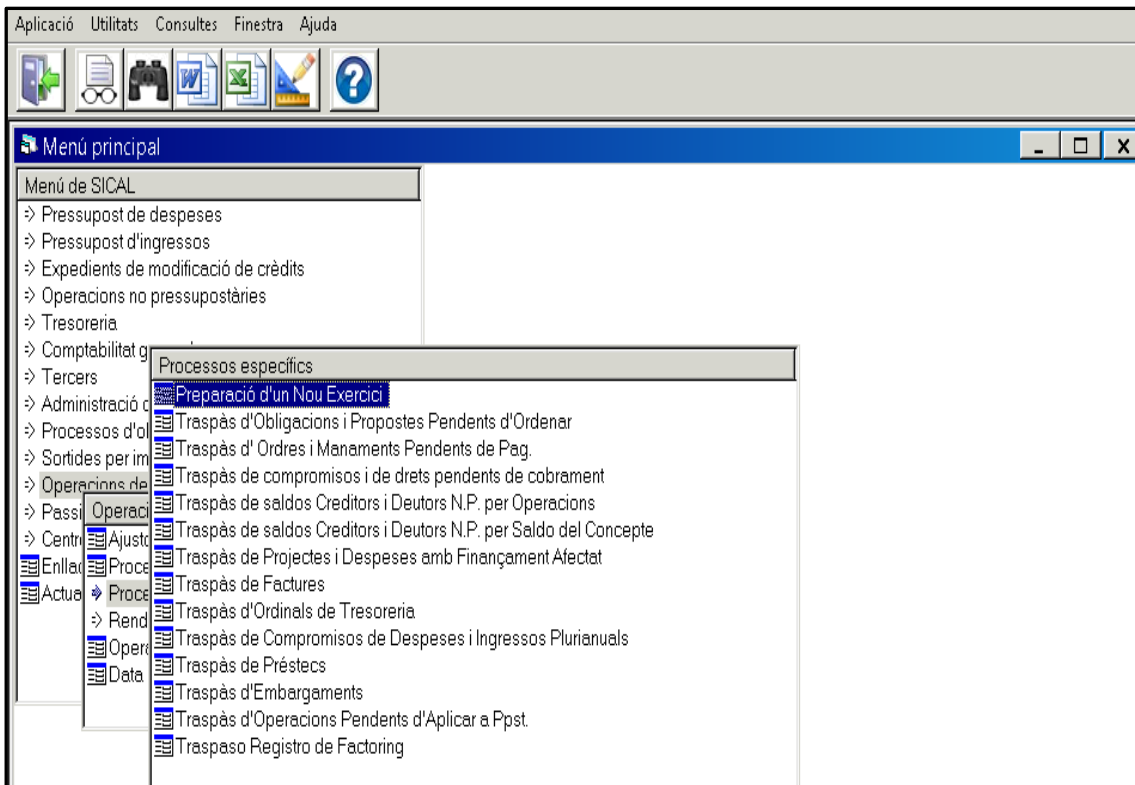 Aplicació Utilitats Consultes Finestra Ajuda
Menú principal
Menú de SICAL
Pressupost de despeses
Pressupost d'ingressos
Expedients de modificació de crèdits
Operacions no pressupostàries
Tresoreria
Comptabilitat g
Tercers
Administració
Processos d'ol
Sortides per im
Operacions de
Passi
Centr
Enllaç
Actua
Operaci
Ajust
Proce
Proce
Rend
Opera
Data
Processos específics
Preparació d'un Nou Exercici
Traspàs d'Obligacions i Propostes Pendents d'Ordenar
Traspàs d' Ordres i Manaments Pendents de Pag.
Traspàs de compromisos i de drets pendents de cobrament
Traspàs de saldos Creditors i Deutors N.P. per Operacions
Traspàs de saldos Creditors i Deutors N.P. per Saldo del Concepte
Traspàs de Projectes i Despeses amb Finançament Afectat
Traspàs de Factures
Traspàs d'Ordinals de Tresoreria
Traspàs de Compromisos de Despeses i Ingressos Plurianuals
Traspàs de Préstecs
Traspàs d'Embargaments
Traspàs d'Operacions Pendents d'Aplicar a Ppst.
Traspaso Registro de Factoring